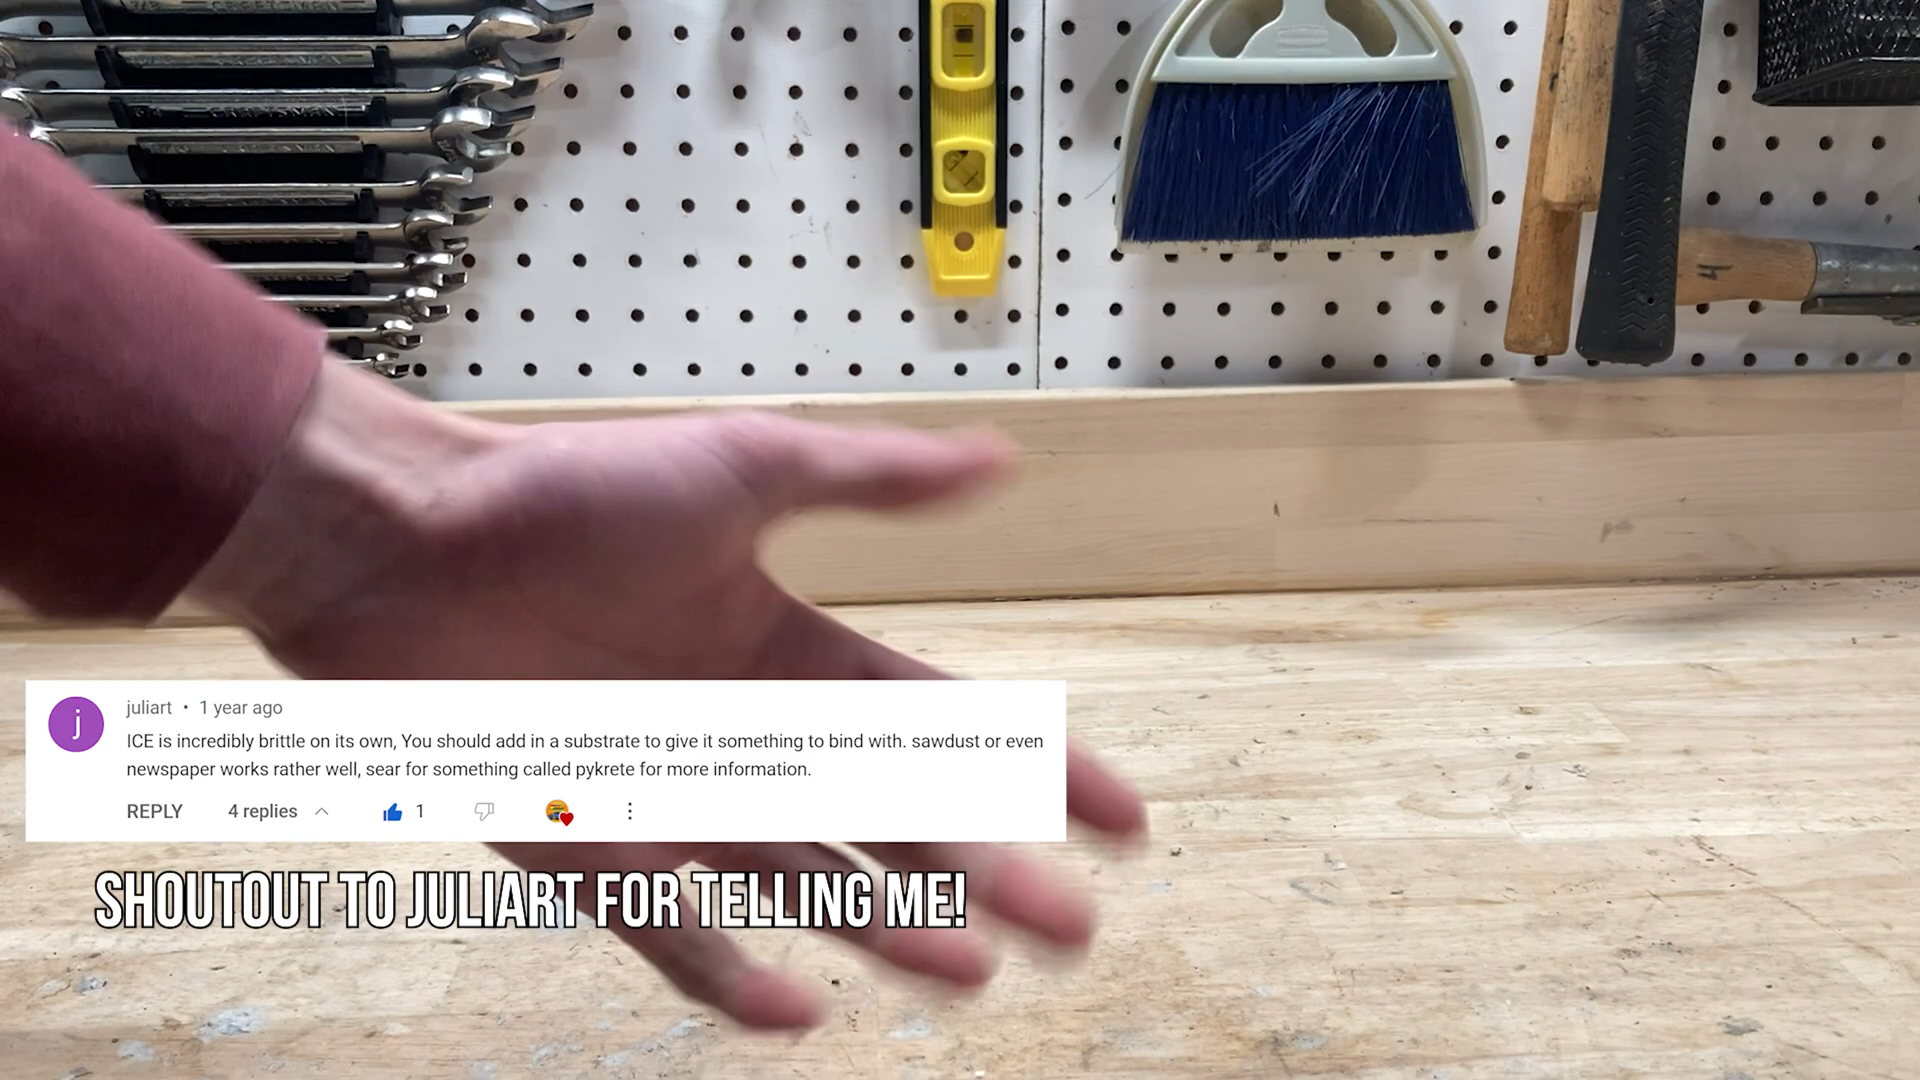 CRAFTSMAN
juliart • 1 year ago
j
ICE is incredibly brittle on its own, You should add in a substrate to give it something to bind with. sawdust or even
newspaper works rather well, sear for something called pykrete for more information.
REPLY 4 replies 1
SHOUTOUT TO JULIART FOR TELLING ME!